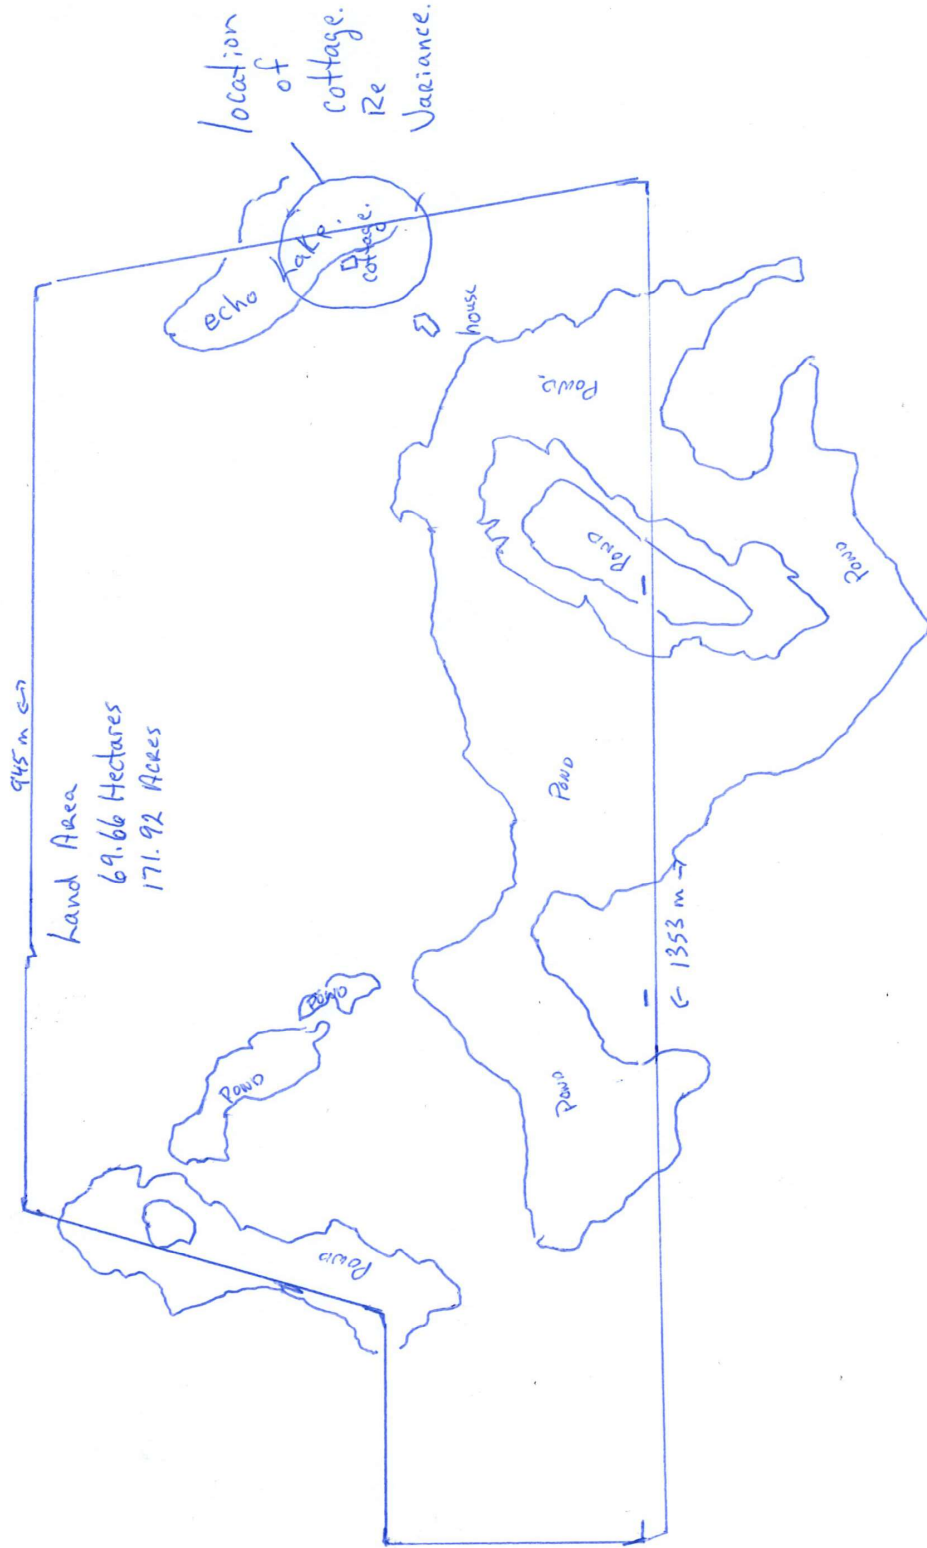 Location
of
cottage.
Re
Variance.
945 m ↔
Land Area
69.66 Hectares
171.92 Acres
echo
Lake.
cottage.
house
Pond
Pond
Pond
Pond
Pond
Pond
Pond
Pond
← 1353 m →